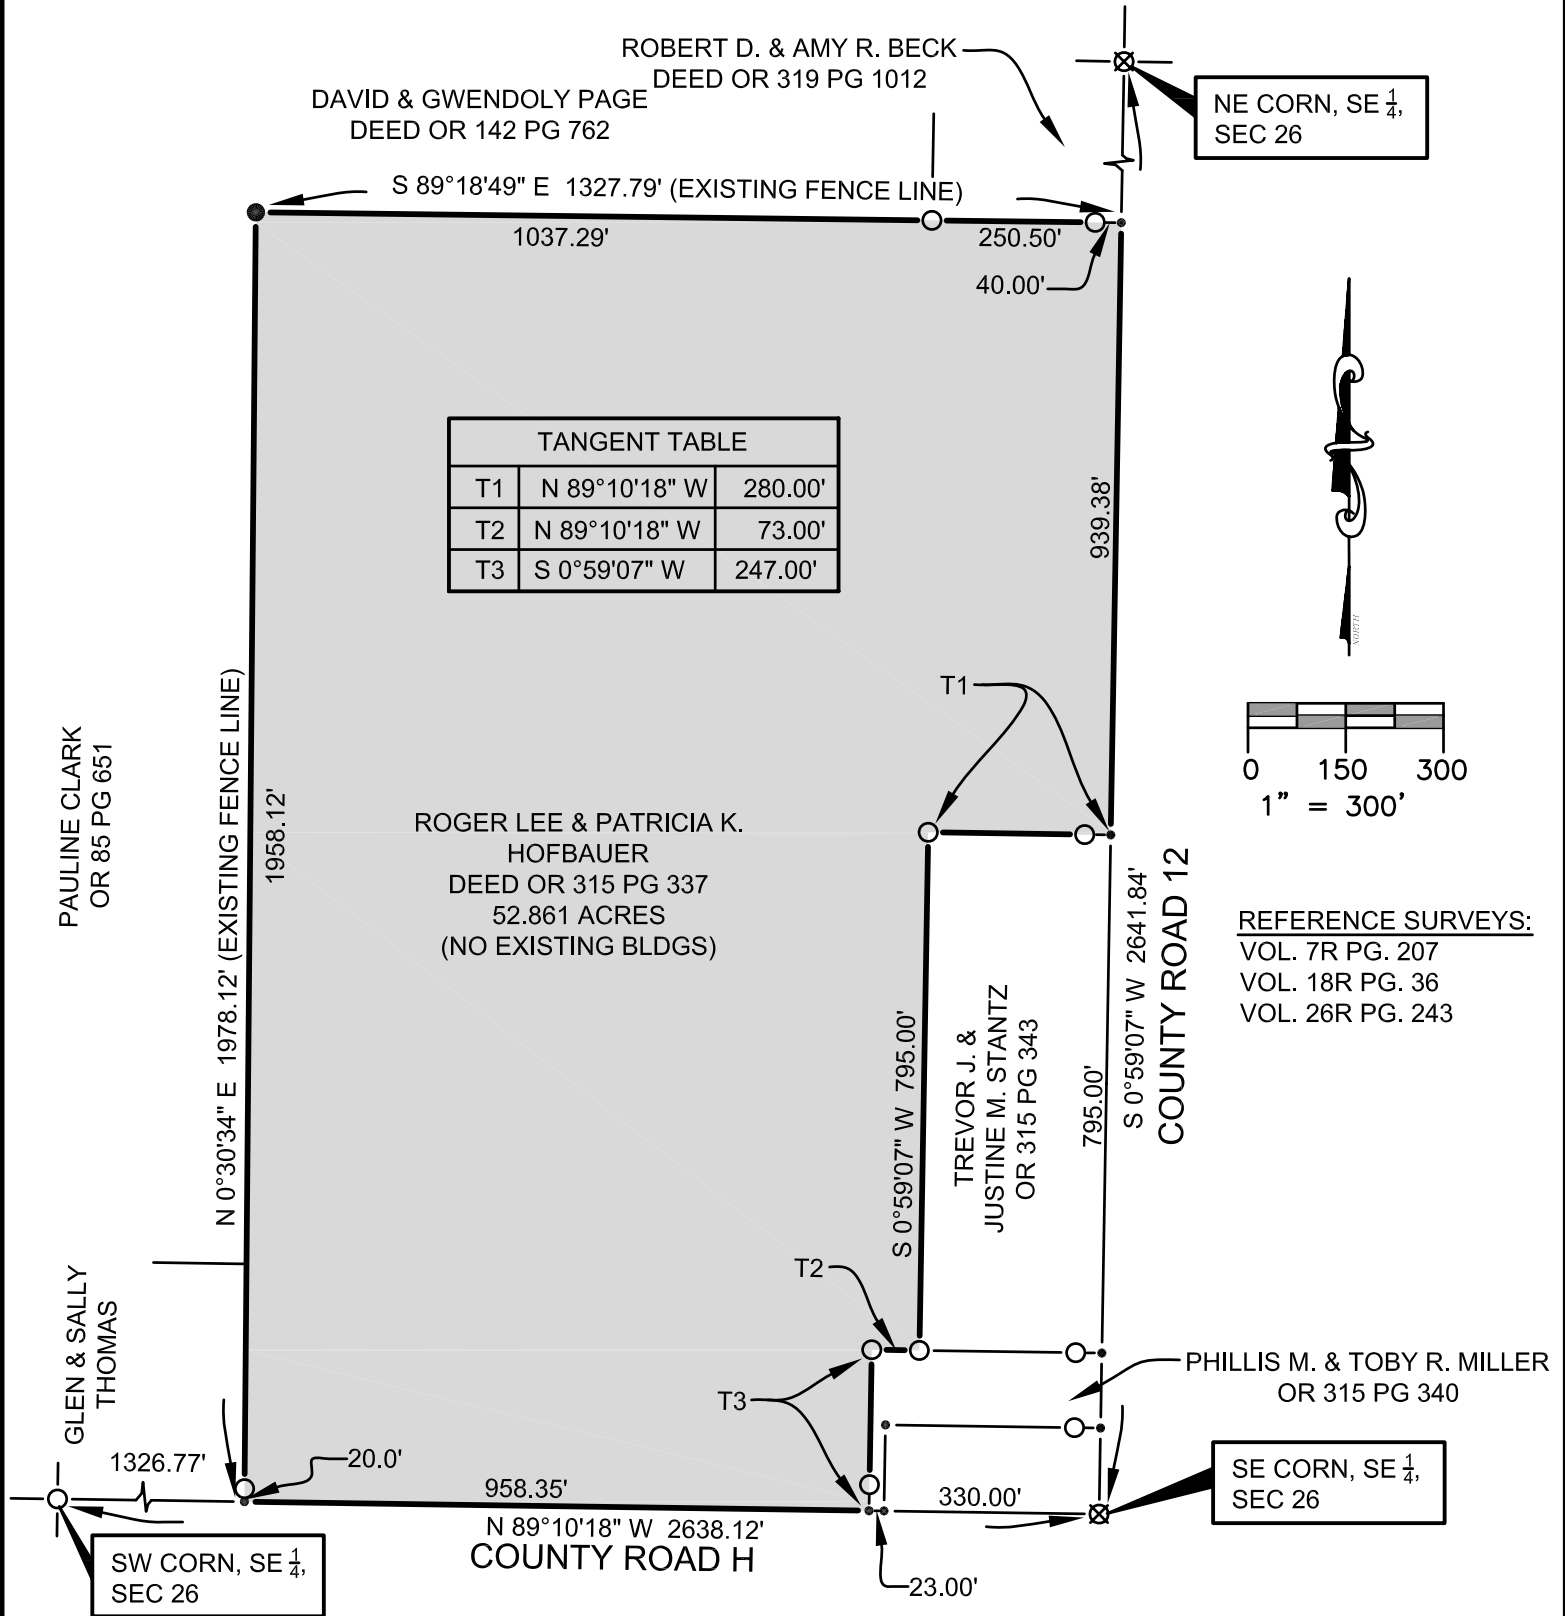 ROBERT D. & AMY R. BECK
DEED OR 319 PG 1012
DAVID & GWENDOLY PAGE
DEED OR 142 PG 762
NE CORN, SE 1/4,
SEC 26
S 89°18'49" E 1327.79' (EXISTING FENCE LINE)
1037.29'
250.50'
40.00'
TANGENT TABLE
T1 N 89°10'18" W 280.00'
T2 N 89°10'18" W 73.00'
T3 S 0°59'07" W 247.00'
939.38'
NORTH
T1
0 150 300
1" = 300'
PAULINE CLARK
OR 85 PG 651
N 0°30'34" E 1978.12' (EXISTING FENCE LINE)
1958.12'
ROGER LEE & PATRICIA K.
HOFBAUER
DEED OR 315 PG 337
52.861 ACRES
(NO EXISTING BLDGS)
S 0°59'07" W 795.00'
TREVOR J. &
JUSTINE M. STANTZ
OR 315 PG 343
795.00'
S 0°59'07" W 2641.84'
COUNTY ROAD 12
REFERENCE SURVEYS:
VOL. 7R PG. 207
VOL. 18R PG. 36
VOL. 26R PG. 243
T2
GLEN & SALLY
THOMAS
T3
PHILLIS M. & TOBY R. MILLER
OR 315 PG 340
1326.77'
20.0'
958.35'
330.00'
SE CORN, SE 1/4,
SEC 26
N 89°10'18" W 2638.12'
COUNTY ROAD H
SW CORN, SE 1/4,
SEC 26
23.00'